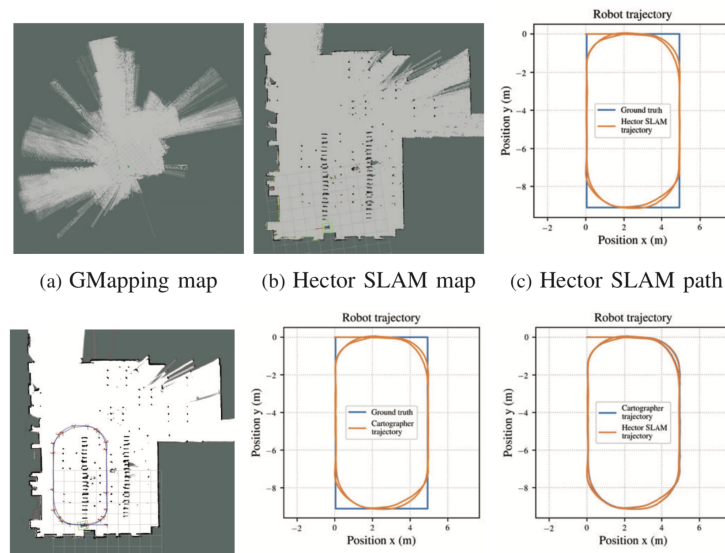 Robot trajectory
Position y (m)
0
−2
−4
−6
−8
Ground truth
Hector SLAM
trajectory
−2 0 2 4 6
Position x (m)
(a) GMapping map (b) Hector SLAM map (c) Hector SLAM path
Robot trajectory
Position y (m)
0
−2
−4
−6
−8
Ground truth
Cartographer
trajectory
−2 0 2 4 6
Position x (m)
Robot trajectory
Position y (m)
0
−2
−4
−6
−8
Cartographer
trajectory
Hector SLAM
trajectory
−2 0 2 4 6
Position x (m)